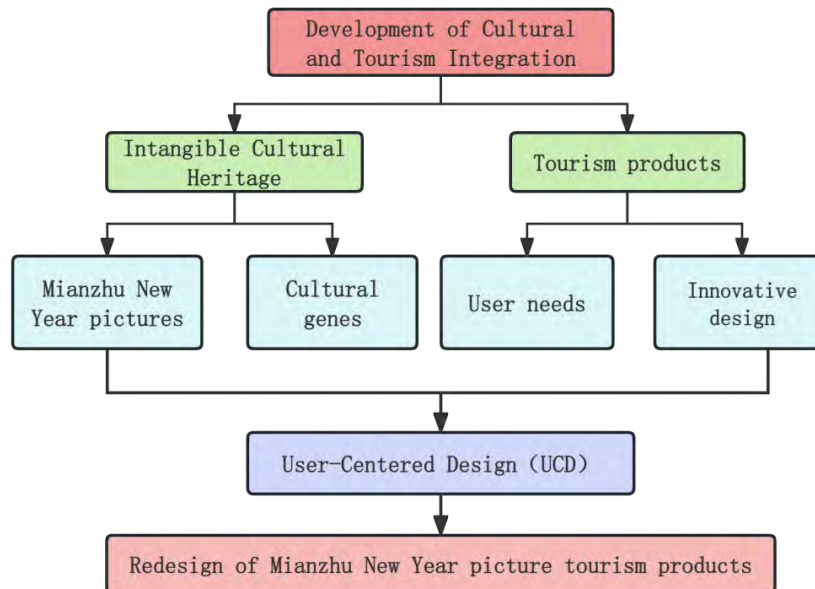 Development of Cultural
and Tourism Integration
Intangible Cultural
Heritage
Tourism products
Mianzhu New
Year pictures
Cultural
genes
User needs
Innovative
design
User-Centered Design（UCD）
Redesign of Mianzhu New Year picture tourism products